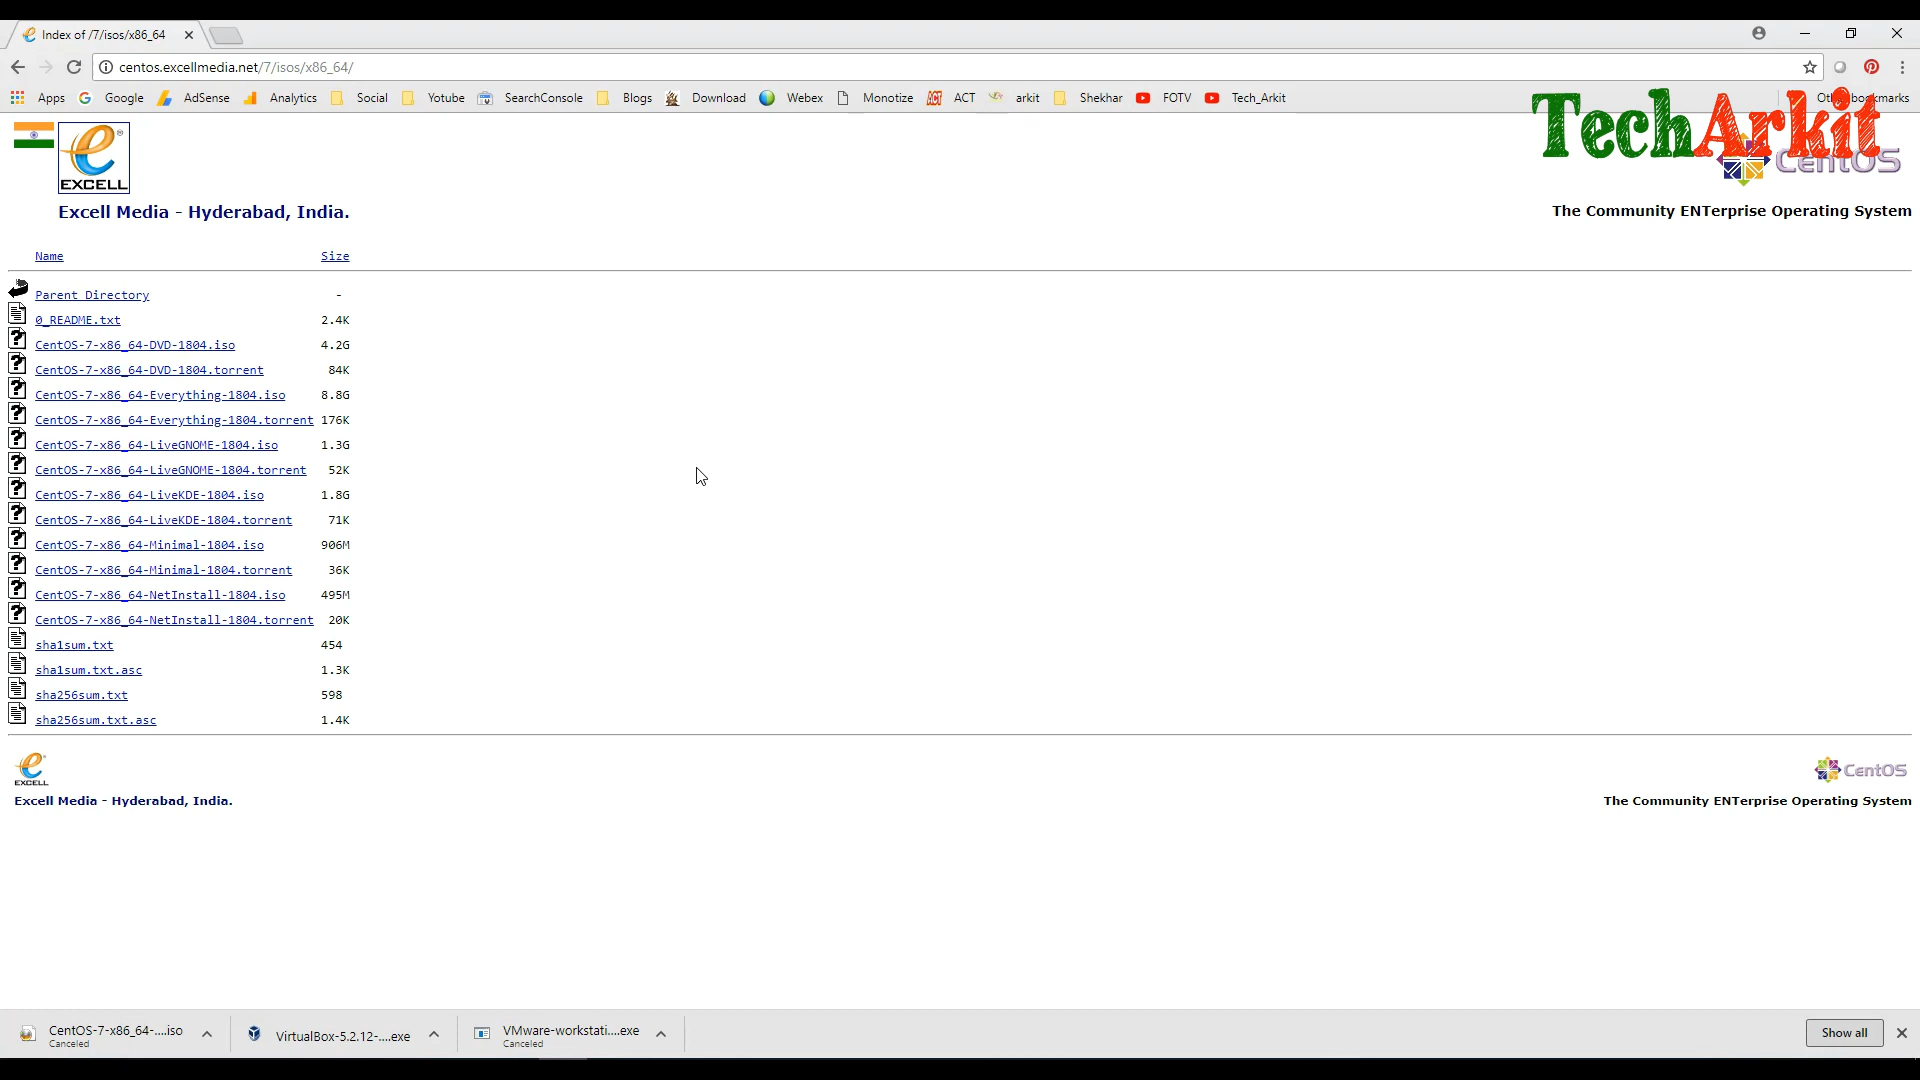 Index of /7/isos/x86_64
centos.excellmedia.net/7/isos/x86_64/
Apps Google AdSense Analytics Social Yotube SearchConsole Blogs Download Webex Monotize ACT arkit Shekhar FOTV Tech_Arkit
TechArkit
CentOS
EXCELL
Excell Media - Hyderabad, India.
The Community ENTerprise Operating System
Name Size
Parent Directory -
0_README.txt 2.4K
CentOS-7-x86_64-DVD-1804.iso 4.2G
CentOS-7-x86_64-DVD-1804.torrent 84K
CentOS-7-x86_64-Everything-1804.iso 8.8G
CentOS-7-x86_64-Everything-1804.torrent 176K
CentOS-7-x86_64-LiveGNOME-1804.iso 1.3G
CentOS-7-x86_64-LiveGNOME-1804.torrent 52K
CentOS-7-x86_64-LiveKDE-1804.iso 1.8G
CentOS-7-x86_64-LiveKDE-1804.torrent 71K
CentOS-7-x86_64-Minimal-1804.iso 906M
CentOS-7-x86_64-Minimal-1804.torrent 36K
CentOS-7-x86_64-NetInstall-1804.iso 495M
CentOS-7-x86_64-NetInstall-1804.torrent 20K
sha1sum.txt 454
sha1sum.txt.asc 1.3K
sha256sum.txt 598
sha256sum.txt.asc 1.4K
EXCELL
CentOS
Excell Media - Hyderabad, India.
The Community ENTerprise Operating System
CentOS-7-x86_64-....iso
Canceled
VirtualBox-5.2.12-....exe
VMware-workstati....exe
Canceled
Show all